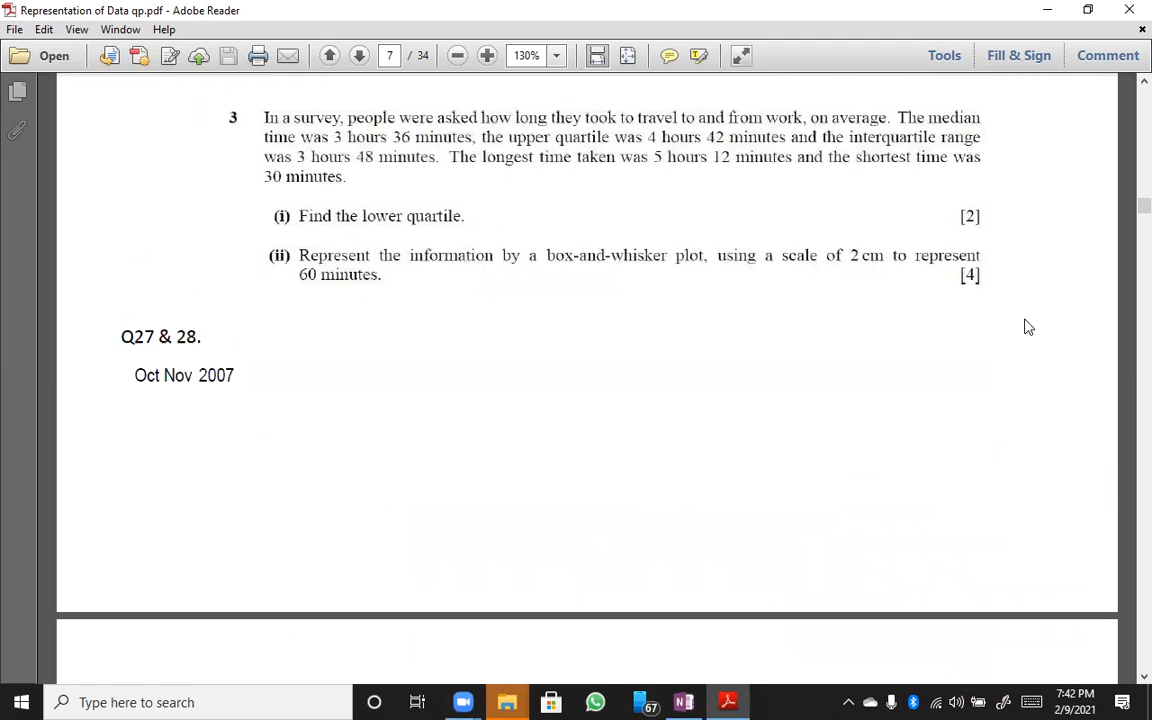 Representation of Data qp.pdf - Adobe Reader
File Edit View Window Help
Open 7 / 34 130% Tools Fill & Sign Comment
3 In a survey, people were asked how long they took to travel to and from work, on average. The median
time was 3 hours 36 minutes, the upper quartile was 4 hours 42 minutes and the interquartile range
was 3 hours 48 minutes. The longest time taken was 5 hours 12 minutes and the shortest time was
30 minutes.
(i) Find the lower quartile. [2]
(ii) Represent the information by a box-and-whisker plot, using a scale of 2 cm to represent
60 minutes. [4]
Q27 & 28.
Oct Nov 2007
Type here to search
67
7:42 PM
2/9/2021